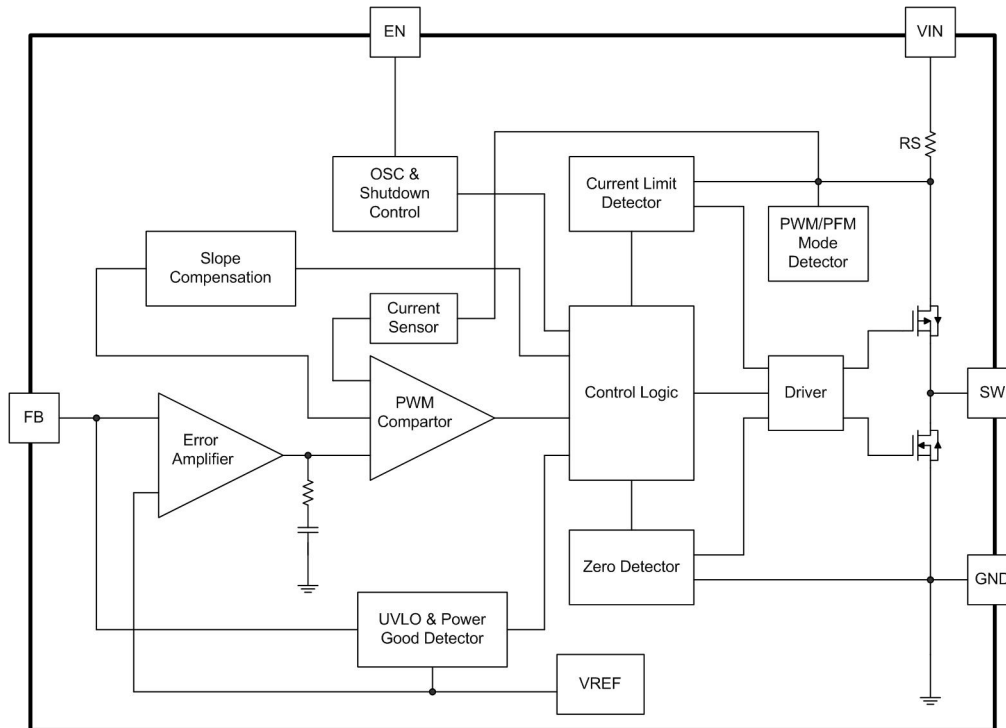 EN
VIN
RS
OSC &
Shutdown
Control
Current Limit
Detector
PWM/PFM
Mode
Detector
Slope
Compensation
Current
Sensor
FB
Error
Amplifier
PWM
Compartor
Control Logic
Driver
SW
Zero Detector
GND
UVLO & Power
Good Detector
VREF